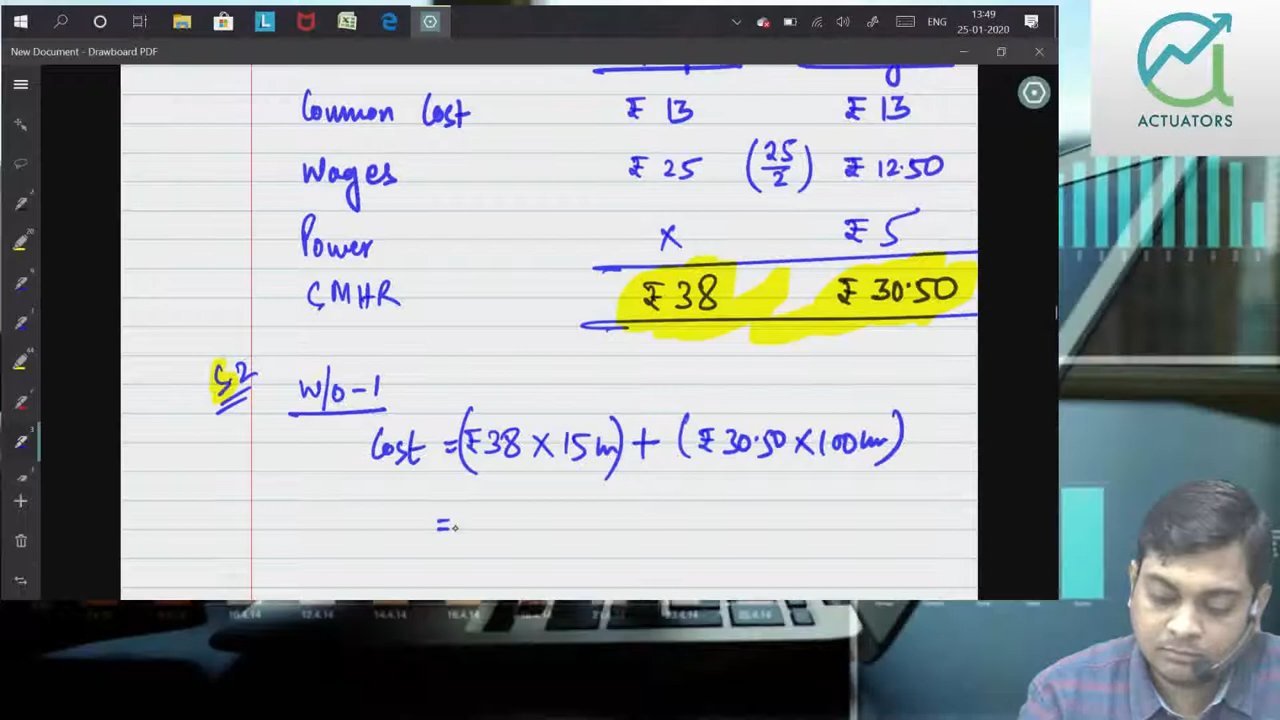 ENG
13:49
25-01-2020
New Document - Drawboard PDF
ACTUATORS
Common Cost ₹ 13 ₹ 13
Wages ₹ 25 (25/2) ₹ 12.50
Power × ₹ 5
CMHR ₹ 38 ₹ 30.50
S2 W/O-1
Cost = (₹ 38 × 15 hr) + (₹ 30.50 × 100 hr)
=